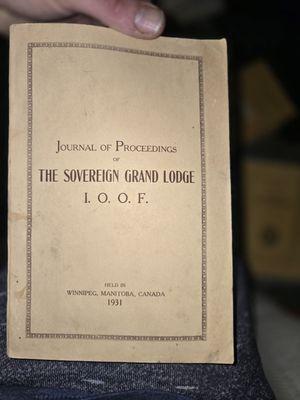 JOURNAL OF PROCEEDINGS
OF
THE SOVEREIGN GRAND LODGE
I. O. O. F.
HELD IN
WINNIPEG, MANITOBA, CANADA
1931